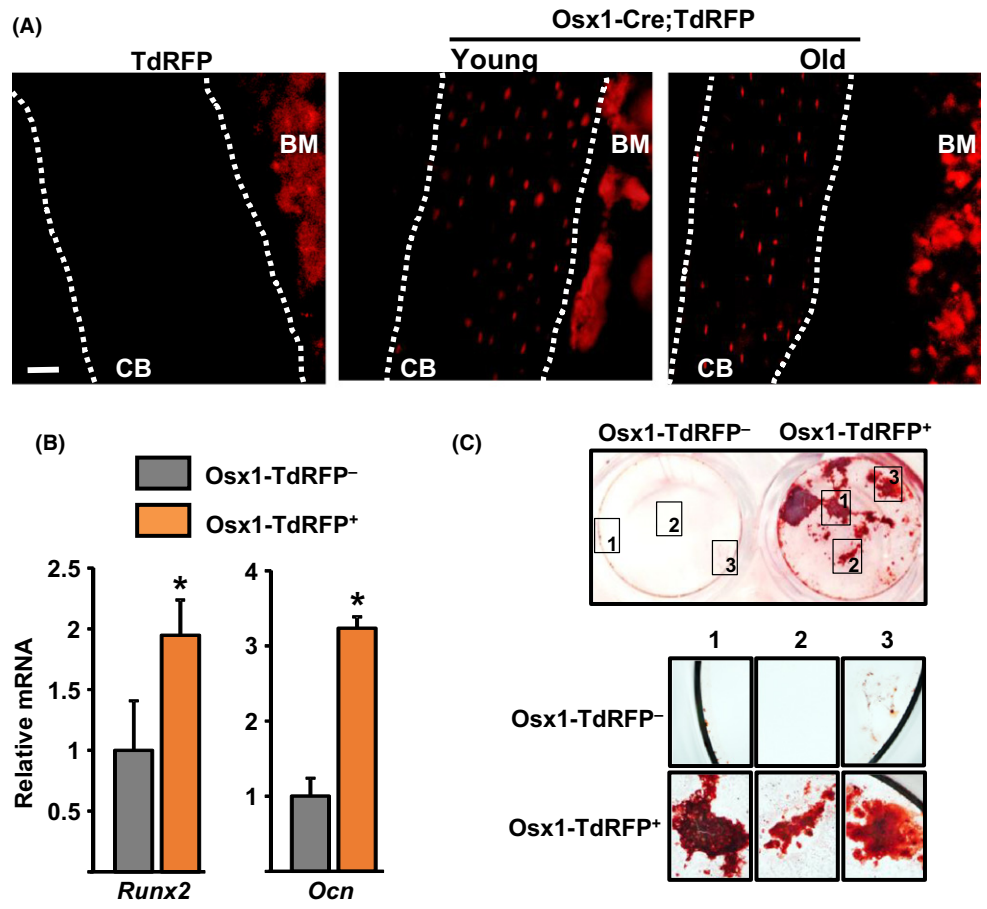 (A)
Osx1-Cre;TdRFP
TdRFP
Young
Old
BM
BM
BM
CB
CB
CB
(B)
Osx1-TdRFP⁻
Osx1-TdRFP⁺
Relative mRNA
2.5
2
1.5
1
0.5
*
Runx2
4
3
2
1
*
Ocn
(C)
Osx1-TdRFP⁻ Osx1-TdRFP⁺
1
2
3
1
2
3
1 2 3
Osx1-TdRFP⁻
Osx1-TdRFP⁺